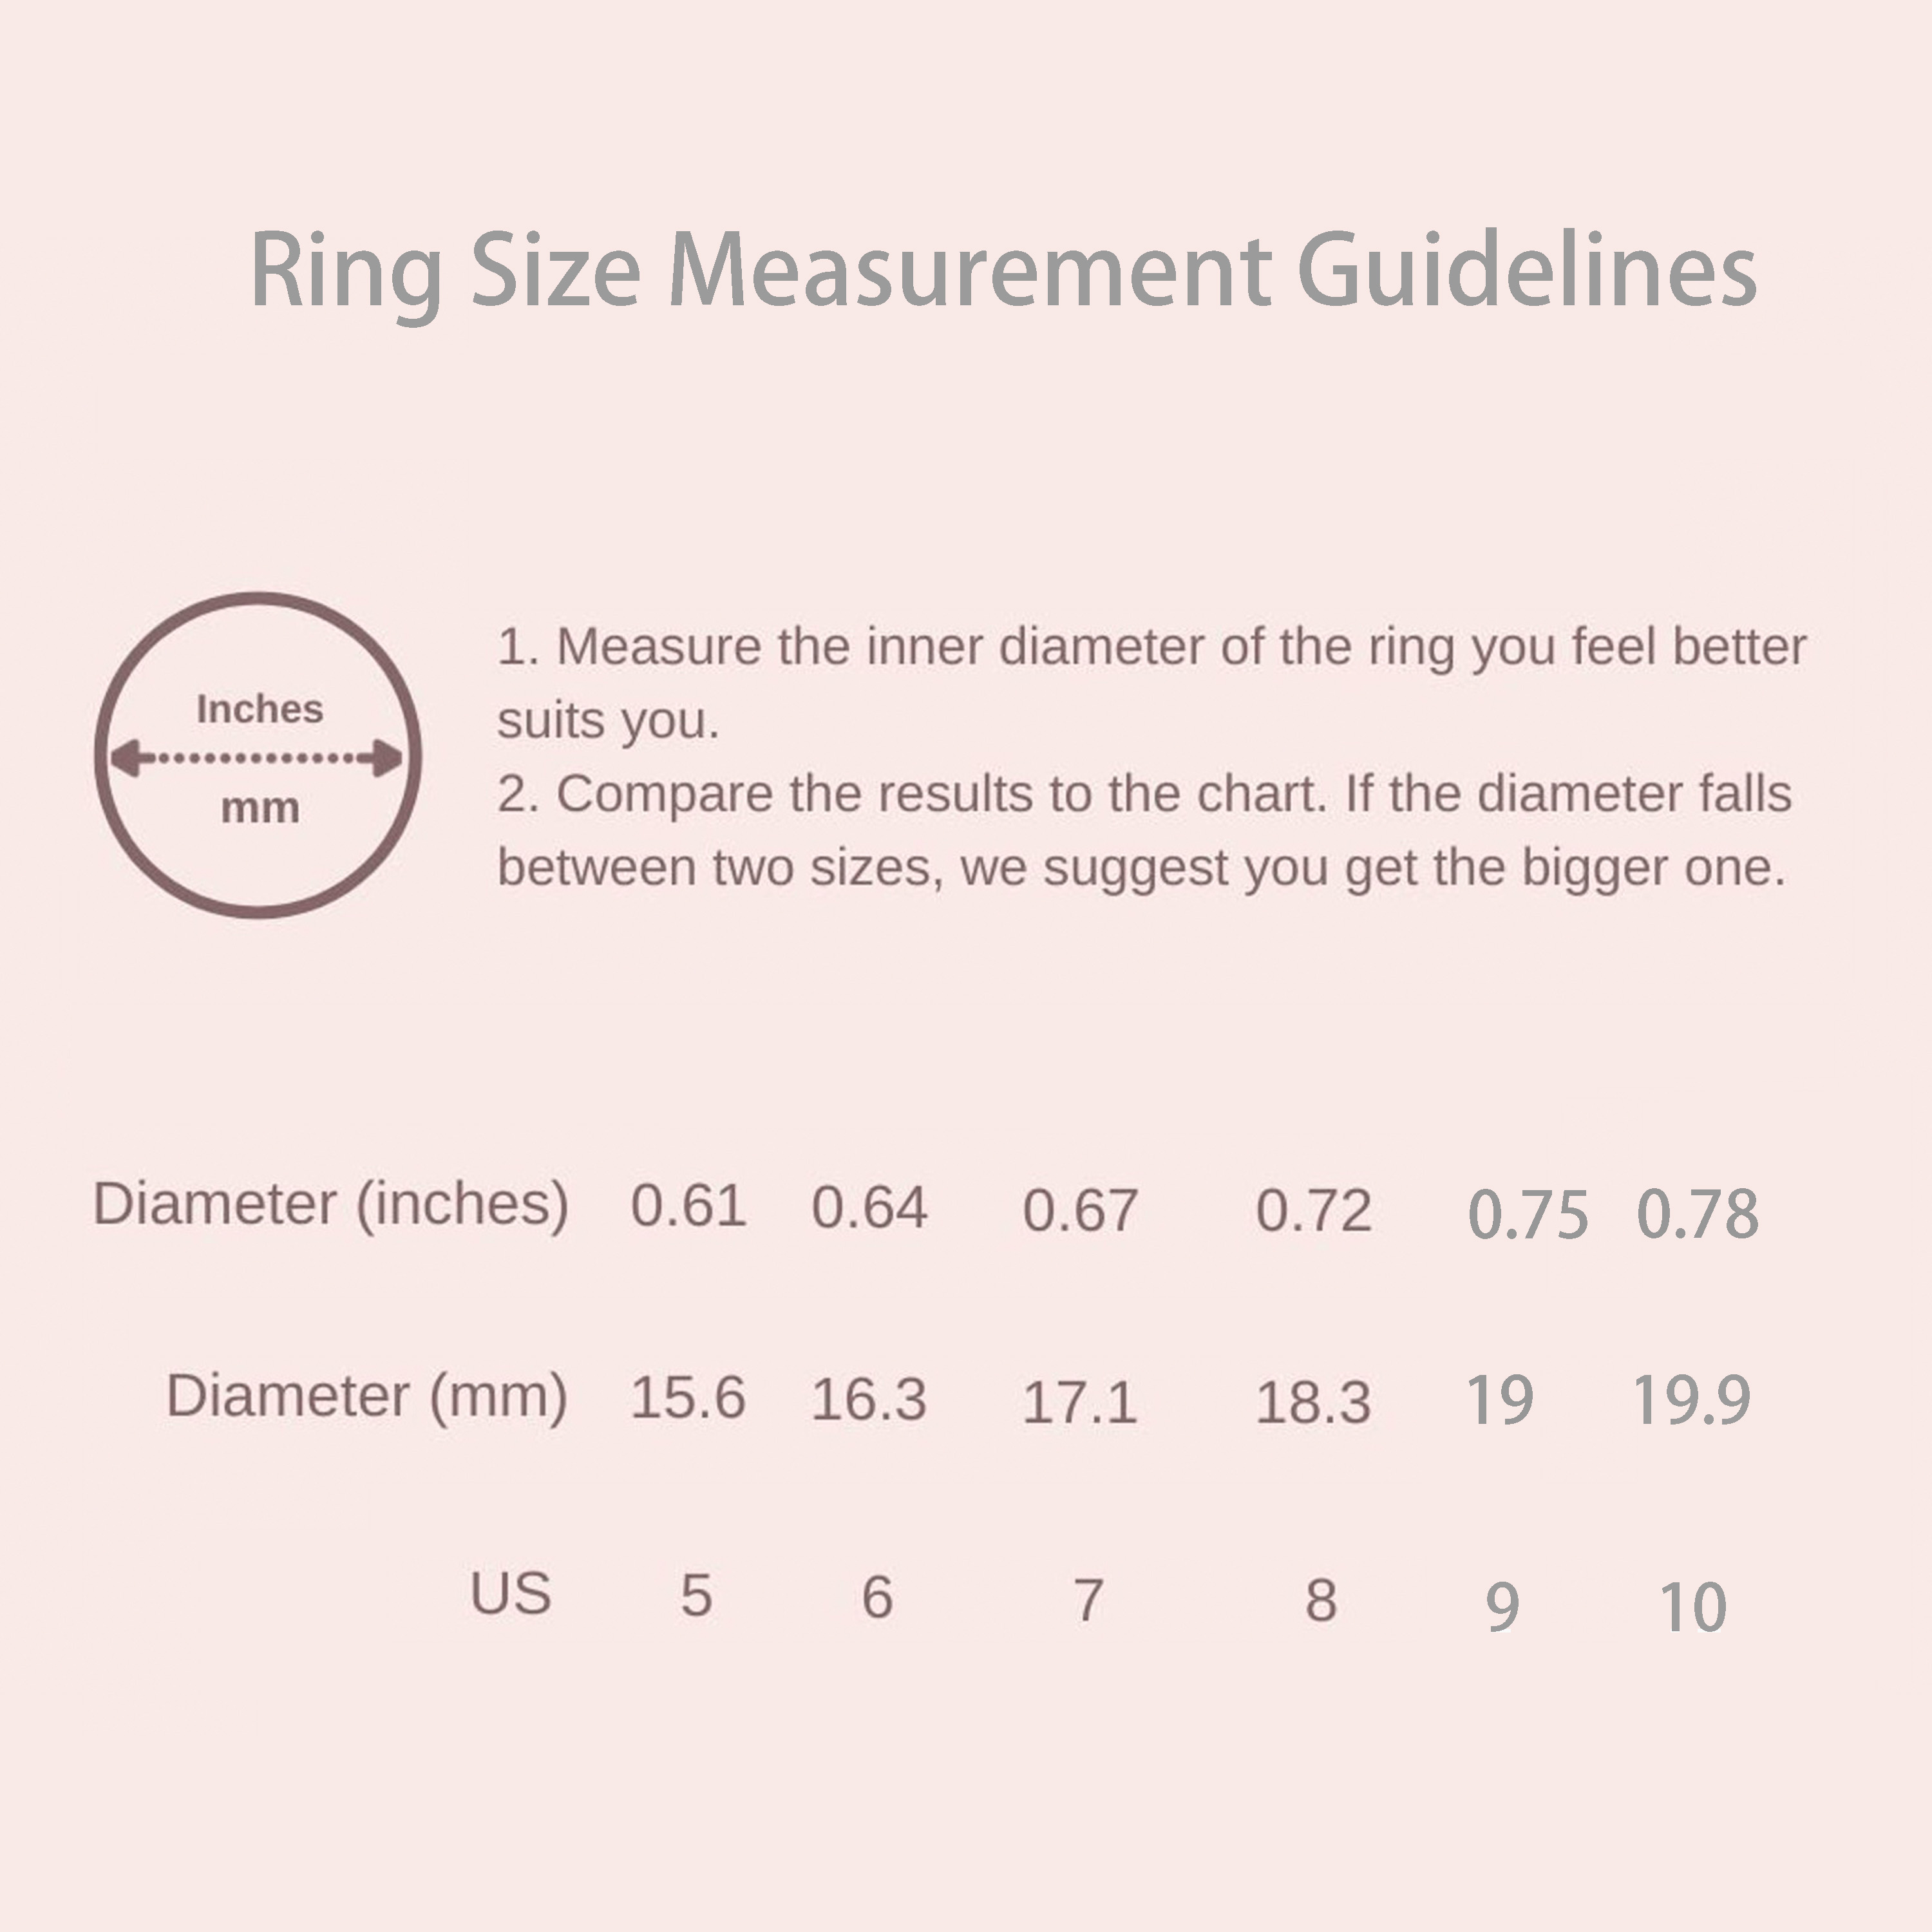 Ring Size Measurement Guidelines
Inches
mm
1. Measure the inner diameter of the ring you feel better
suits you.
2. Compare the results to the chart. If the diameter falls
between two sizes, we suggest you get the bigger one.
Diameter (inches) 0.61 0.64 0.67 0.72 0.75 0.78
Diameter (mm) 15.6 16.3 17.1 18.3 19 19.9
US 5 6 7 8 9 10